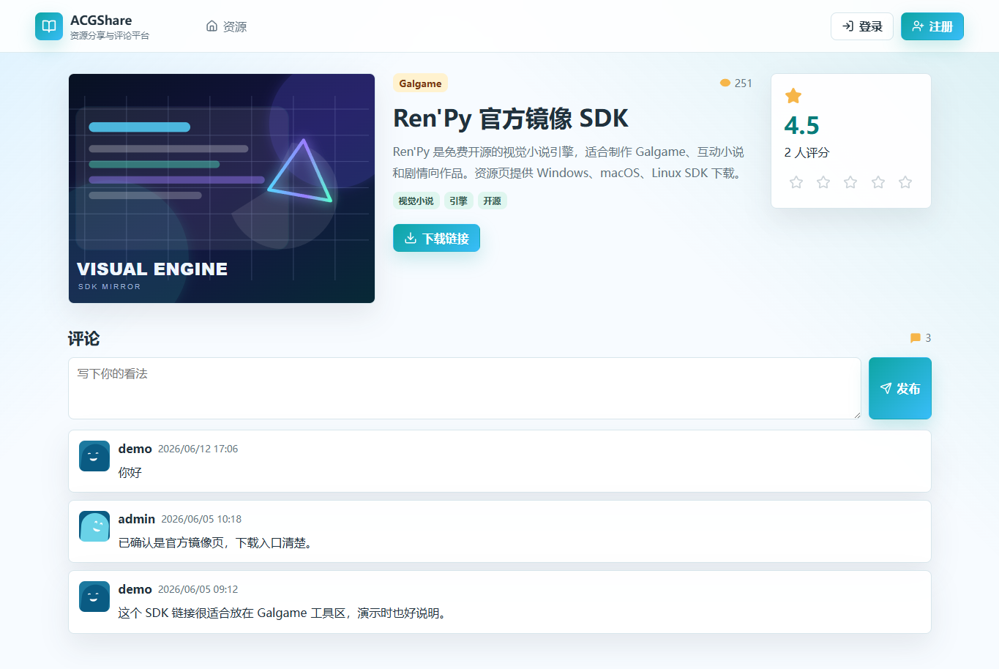 ACGShare
资源分享与评论平台
资源
登录
注册
VISUAL ENGINE
SDK MIRROR
Galgame
251
Ren'Py 官方镜像 SDK
Ren'Py 是免费开源的视觉小说引擎，适合制作 Galgame、互动小说
和剧情向作品。资源页提供 Windows、macOS、Linux SDK 下载。
视觉小说 引擎 开源
下载链接
4.5
2 人评分
评论
3
写下你的看法
发布
demo 2026/06/12 17:06
你好
admin 2026/06/05 10:18
已确认是官方镜像页，下载入口清楚。
demo 2026/06/05 09:12
这个 SDK 链接很适合放在 Galgame 工具区，演示时也好说明。